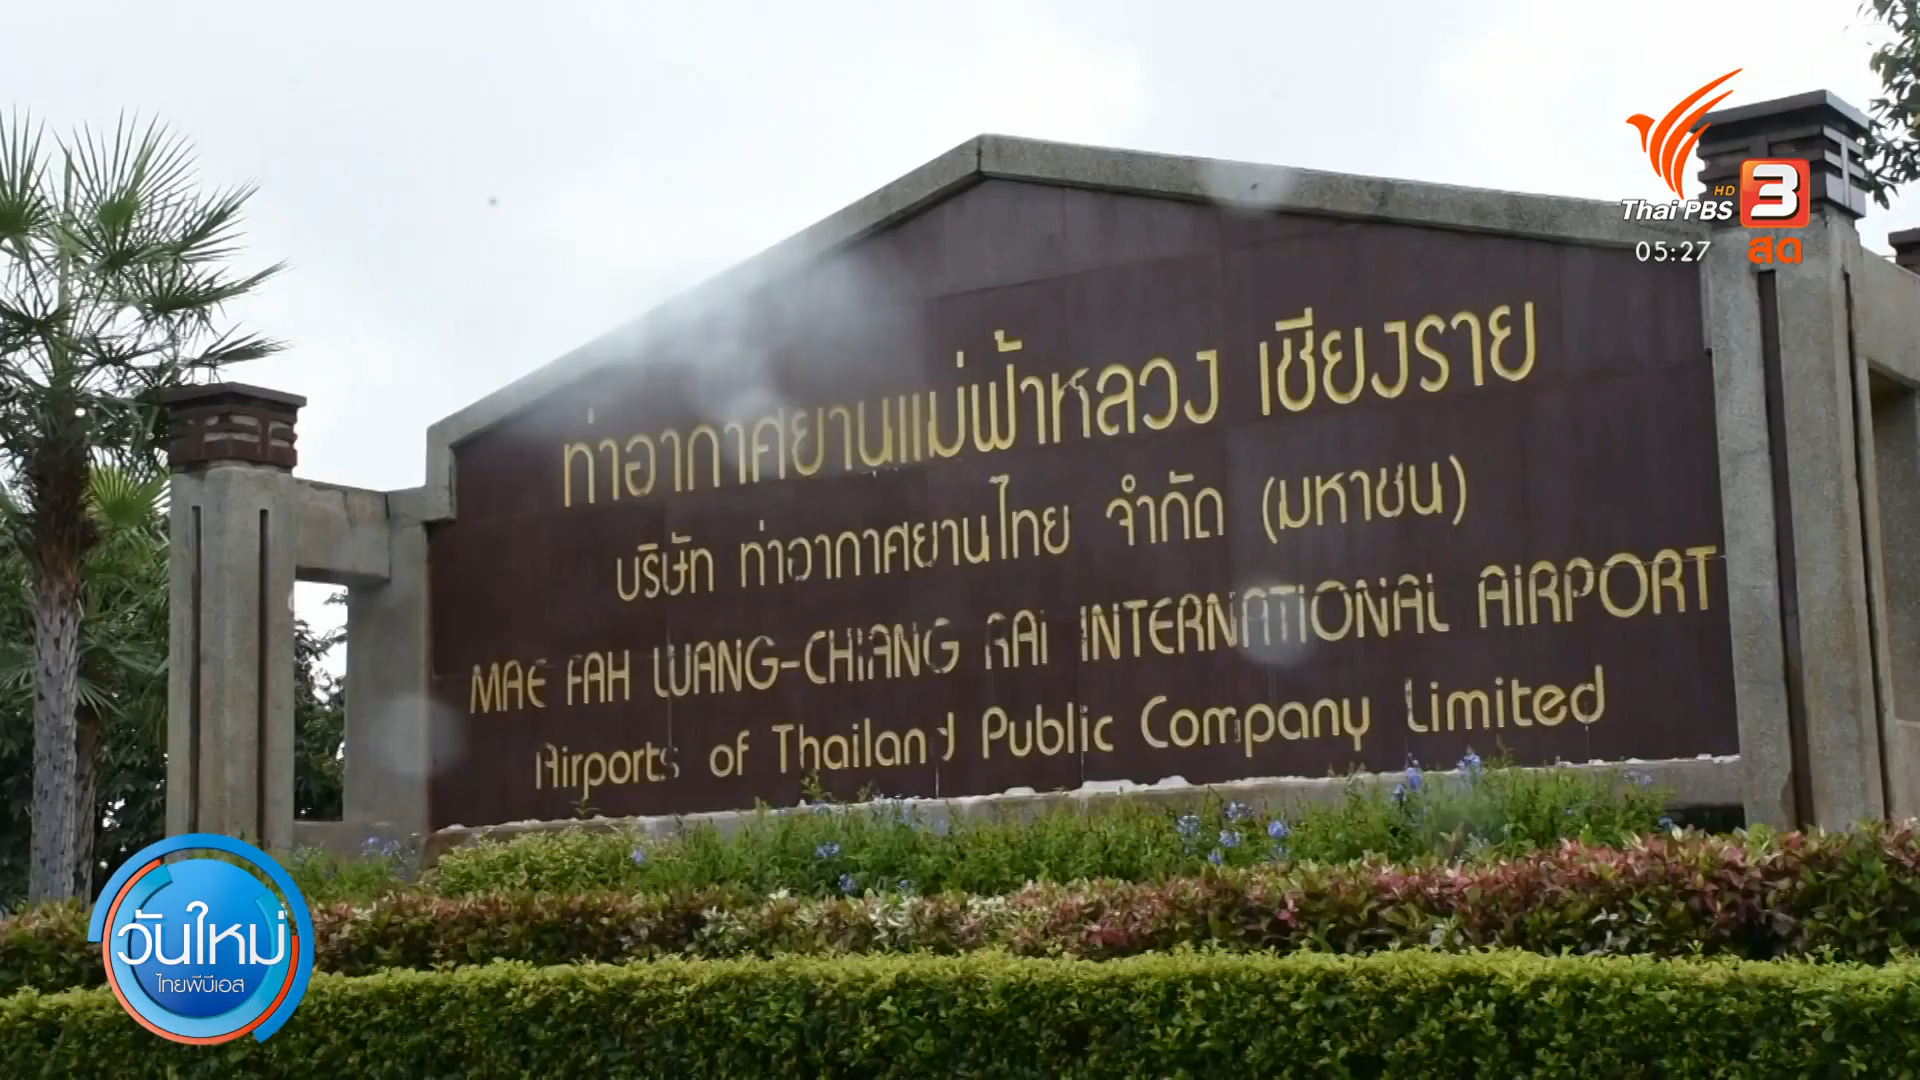 HD
Thai PBS 3
05:27 สด
ท่าอากาศยานแม่ฟ้าหลวง เชียงราย
บริษัท ท่าอากาศยานไทย จำกัด (มหาชน)
MAE FAH LUANG-CHIANG RAI INTERNATIONAL AIRPORT
Airports of Thailand Public Company Limited
วันใหม่
ไทยพีบีเอส